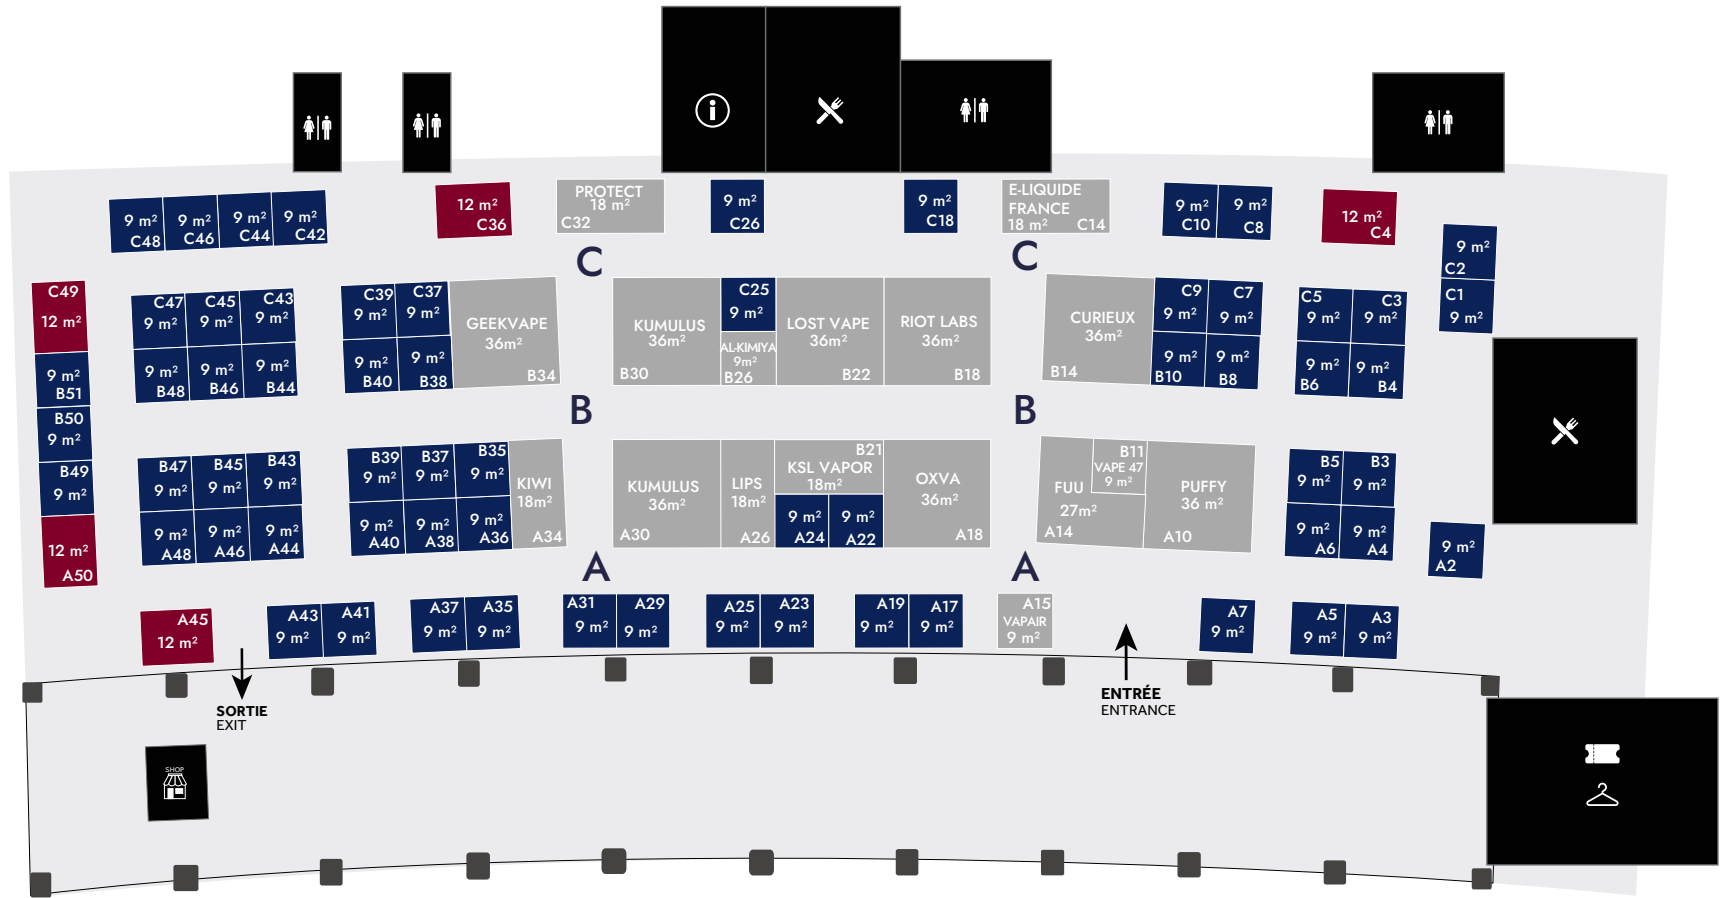 9 m²
C48
9 m²
C46
9 m²
C44
9 m²
C42
12 m²
C36
PROTECT
18 m²
C32
9 m²
C26
9 m²
C18
E-LIQUIDE
FRANCE
18 m²
C14
9 m²
C10
9 m²
C8
12 m²
C4
9 m²
C2
C1
9 m²
C
C
C49
12 m²
C47
9 m²
C45
9 m²
C43
9 m²
C39
9 m²
C37
9 m²
GEEKVAPE
36m²
B34
KUMULUS
36m²
B30
C25
9 m²
AL-KIMIYA
9m²
B26
LOST VAPE
36m²
B22
RIOT LABS
36m²
B18
CURIEUX
36m²
B14
C9
9 m²
C7
9 m²
C5
9 m²
C3
9 m²
9 m²
B51
9 m²
B48
9 m²
B46
9 m²
B44
9 m²
B40
9 m²
B38
9 m²
B10
9 m²
B8
9 m²
B6
9 m²
B4
B
B
B50
9 m²
B49
9 m²
B47
9 m²
B45
9 m²
B43
9 m²
B39
9 m²
B37
9 m²
B35
9 m²
KIWI
18m²
A34
KUMULUS
36m²
A30
LIPS
18m²
A26
B21
KSL VAPOR
18m²
9 m²
A24
9 m²
A22
OXVA
36m²
A18
FUU
27m²
A14
B11
VAPE 47
9 m²
PUFFY
36 m²
A10
B5
9 m²
B3
9 m²
12 m²
A50
9 m²
A48
9 m²
A46
9 m²
A44
9 m²
A40
9 m²
A38
9 m²
A36
9 m²
A6
9 m²
A4
9 m²
A2
A
A
A45
12 m²
A43
9 m²
A41
9 m²
A37
9 m²
A35
9 m²
A31
9 m²
A29
9 m²
A25
9 m²
A23
9 m²
A19
9 m²
A17
9 m²
A15
VAPAIR
9 m²
A7
9 m²
A5
9 m²
A3
9 m²
SORTIE
EXIT
ENTRÉE
ENTRANCE
SHOP